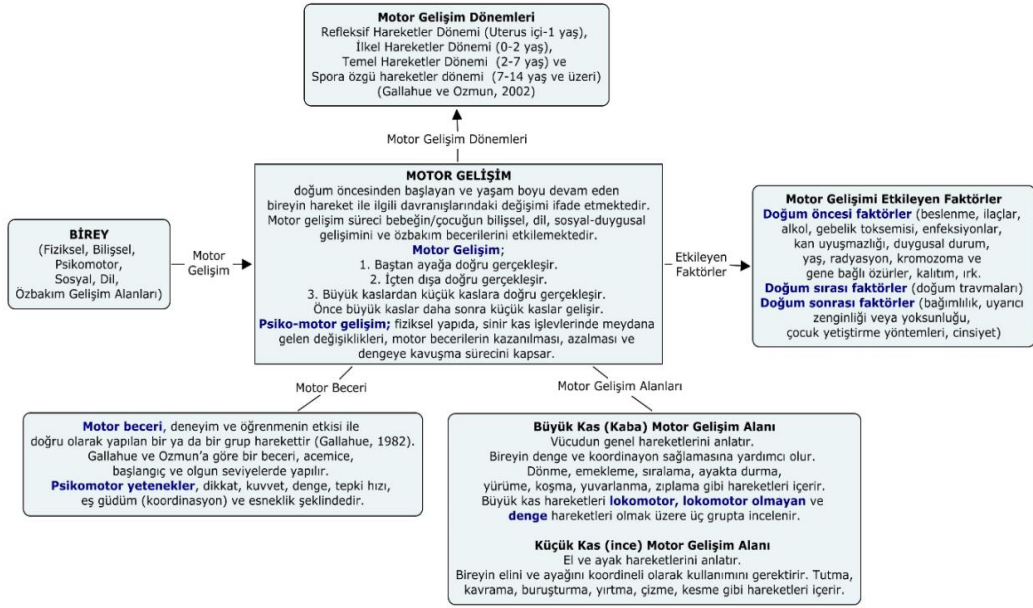 Motor Gelişim Dönemleri
Refleksif Hareketler Dönemi (Uterus içi-1 yaş),
İlkel Hareketler Dönemi (0-2 yaş),
Temel Hareketler Dönemi (2-7 yaş) ve
Spora özgü hareketler dönemi (7-14 yaş ve üzeri)
(Gallahue ve Ozmun, 2002)
Motor Gelişim Dönemleri
BİREY
(Fiziksel, Bilişsel,
Psikomotor,
Sosyal, Dil,
Özbakım Gelişim Alanları)
Motor
Gelişim
MOTOR GELİŞİM
doğum öncesinden başlayan ve yaşam boyu devam eden
bireyin hareket ile ilgili davranışlarındaki değişimi ifade etmektedir.
Motor gelişim süreci bebeğin/çocuğun bilişsel, dil, sosyal-duygusal
gelişimini ve özbakım becerilerini etkilemektedir.
Motor Gelişim;
1. Baştan ayağa doğru gerçekleşir.
2. İçten dışa doğru gerçekleşir.
3. Büyük kaslardan küçük kaslara doğru gerçekleşir.
Önce büyük kaslar daha sonra küçük kaslar gelişir.
Psiko-motor gelişim; fiziksel yapıda, sinir kas işlevlerinde meydana
gelen değişiklikleri, motor becerilerin kazanılması, azalması ve
dengeye kavuşma sürecini kapsar.
Etkileyen
Faktörler
Motor Gelişimi Etkileyen Faktörler
Doğum öncesi faktörler (beslenme, ilaçlar,
alkol, gebelik toksemisi, enfeksiyonlar,
kan uyuşmazlığı, duygusal durum,
yaş, radyasyon, kromozoma ve
gene bağlı özürler, kalıtım, ırk.
Doğum sırası faktörler (doğum travmaları)
Doğum sonrası faktörler (bağımlılık, uyarıcı
zenginliği veya yoksunluğu,
çocuk yetiştirme yöntemleri, cinsiyet)
Motor Beceri
Motor beceri, deneyim ve öğrenmenin etkisi ile
doğru olarak yapılan bir ya da bir grup harekettir (Gallahue, 1982).
Gallahue ve Ozmun’a göre bir beceri, acemice,
başlangıç ve olgun seviyelerde yapılır.
Psikomotor yetenekler, dikkat, kuvvet, denge, tepki hızı,
eş güdüm (koordinasyon) ve esneklik şeklindedir.
Motor Gelişim Alanları
Büyük Kas (Kaba) Motor Gelişim Alanı
Vücudun genel hareketlerini anlatır.
Bireyin denge ve koordinayon sağlamasına yardımcı olur.
Dönme, emekleme, sıralama, ayakta durma,
yürüme, koşma, yuvarlanma, zıplama gibi hareketleri içerir.
Büyük kas hareketleri lokomotor, lokomotor olmayan ve
denge hareketleri olmak üzere üç grupta incelenir.
Küçük Kas (ince) Motor Gelişim Alanı
El ve ayak hareketlerini anlatır.
Bireyin elini ve ayağını koordineli olarak kullanımını gerektirir. Tutma,
kavrama, buruşturma, yırtma, çizme, kesme gibi hareketleri içerir.